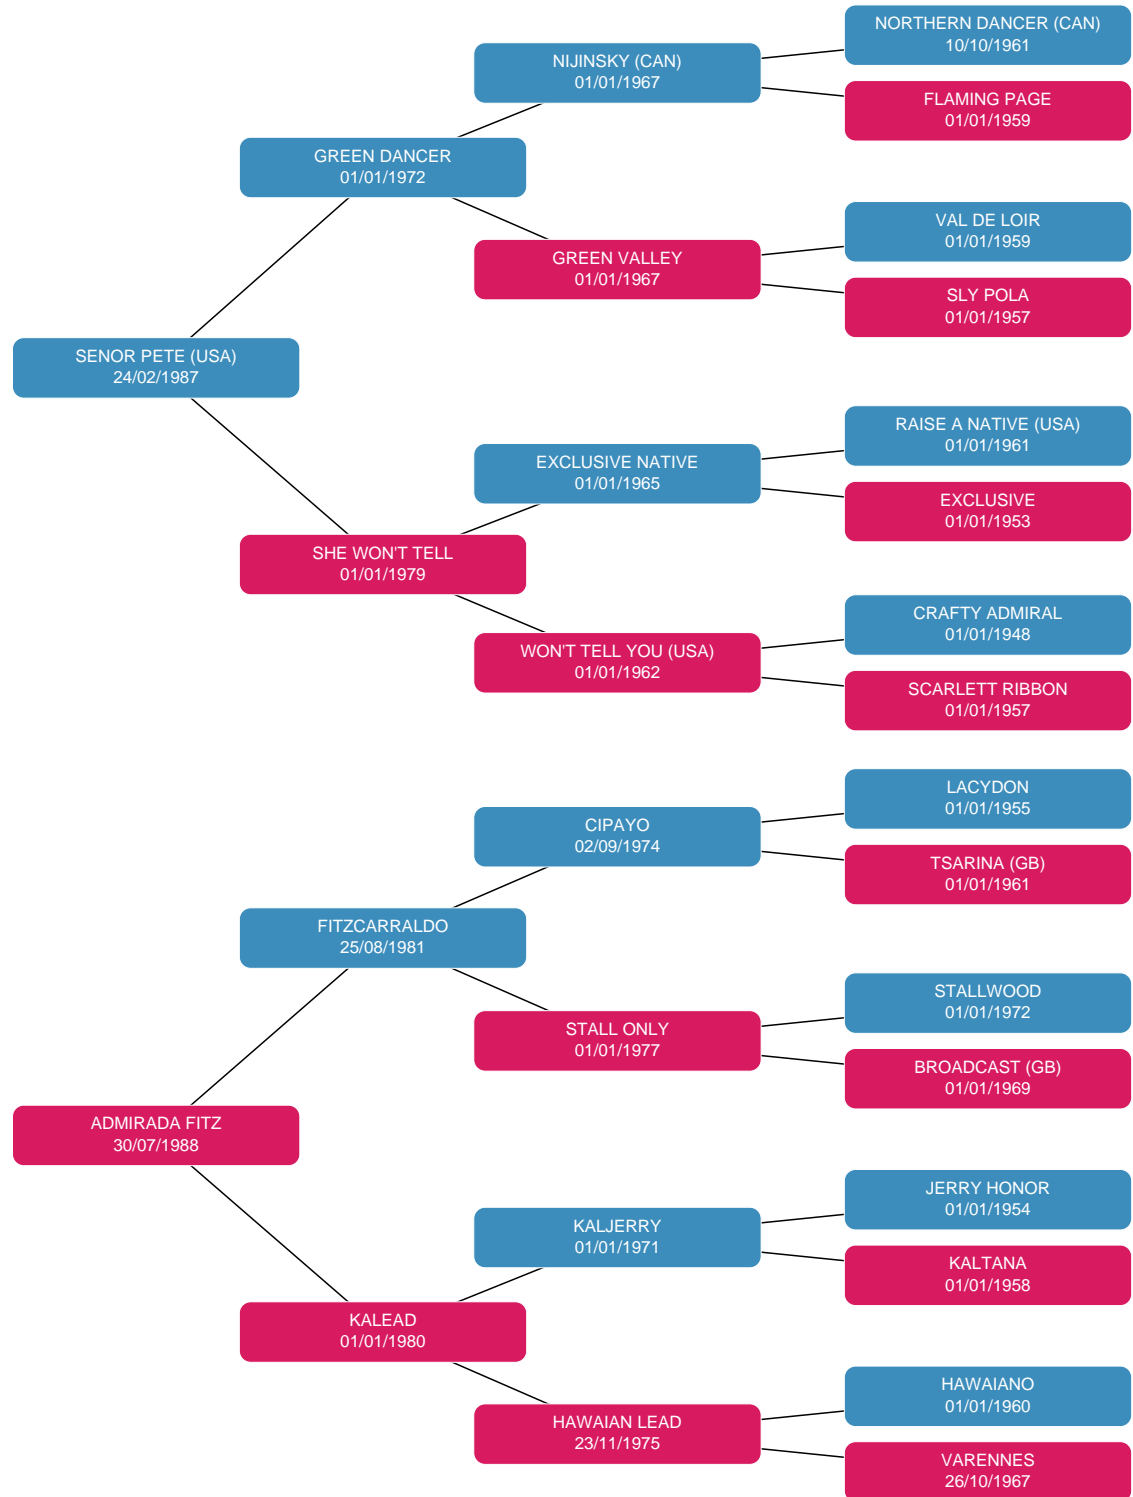 NORTHERN DANCER (CAN)
10/10/1961
NIJINSKY (CAN)
01/01/1967
FLAMING PAGE
01/01/1959
GREEN DANCER
01/01/1972
VAL DE LOIR
01/01/1959
GREEN VALLEY
01/01/1967
SLY POLA
01/01/1957
SENOR PETE (USA)
24/02/1987
RAISE A NATIVE (USA)
01/01/1961
EXCLUSIVE NATIVE
01/01/1965
EXCLUSIVE
01/01/1953
SHE WON'T TELL
01/01/1979
CRAFTY ADMIRAL
01/01/1948
WON'T TELL YOU (USA)
01/01/1962
SCARLETT RIBBON
01/01/1957
LACYDON
01/01/1955
CIPAYO
02/09/1974
TSARINA (GB)
01/01/1961
FITZCARRALDO
25/08/1981
STALLWOOD
01/01/1972
STALL ONLY
01/01/1977
BROADCAST (GB)
01/01/1969
ADMIRADA FITZ
30/07/1988
JERRY HONOR
01/01/1954
KALJERRY
01/01/1971
KALTANA
01/01/1958
KALEAD
01/01/1980
HAWAIANO
01/01/1960
HAWAIAN LEAD
23/11/1975
VARENNES
26/10/1967